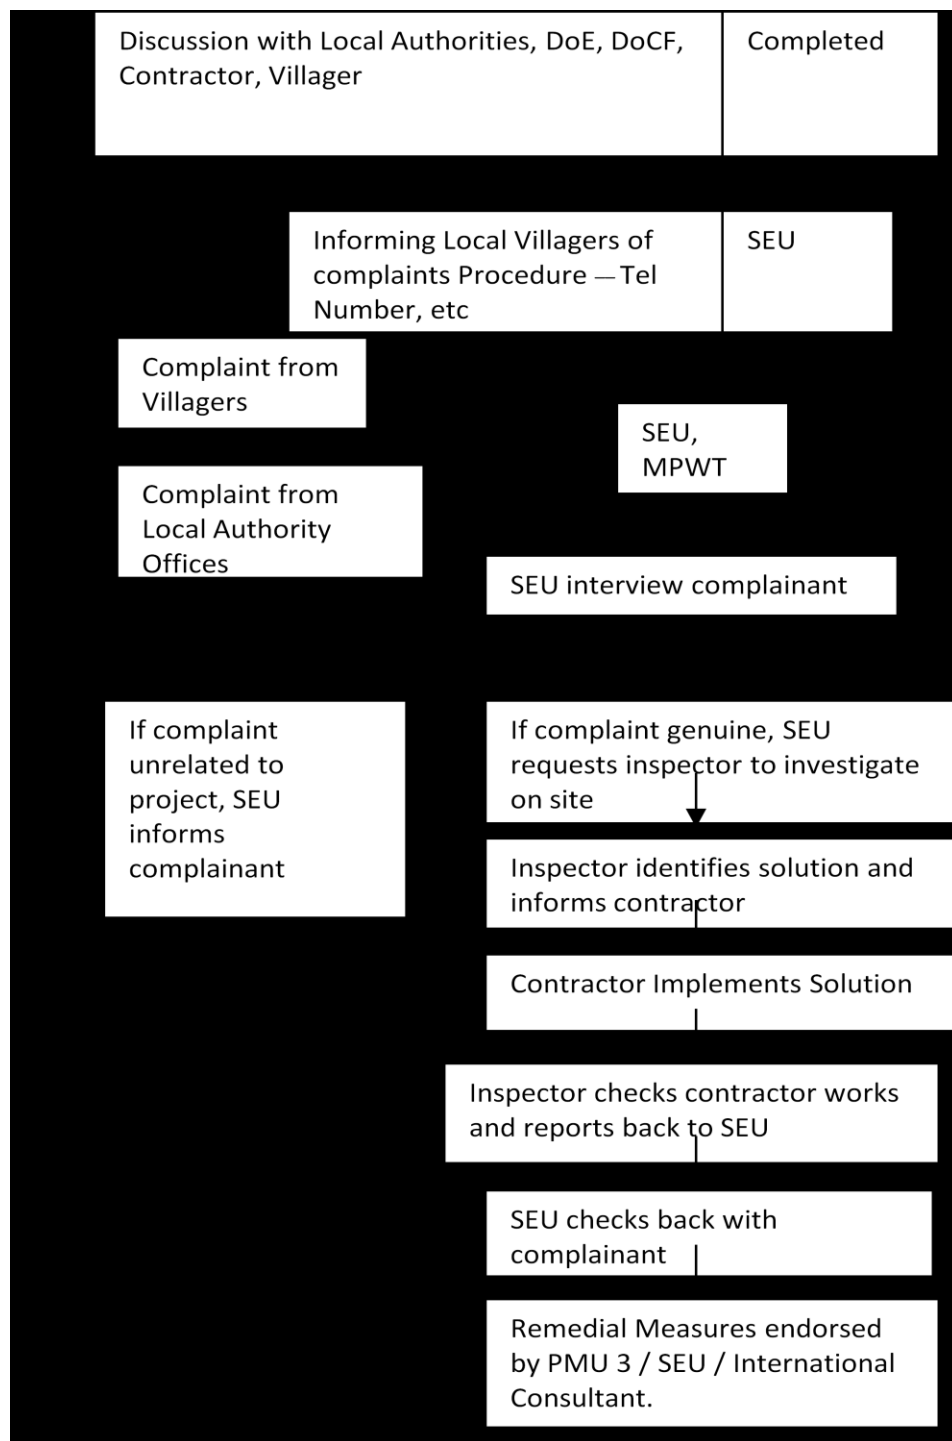 Discussion with Local Authorities, DoE, DoCF,
Contractor, Villager
Completed
Informing Local Villagers of
complaints Procedure — Tel
Number, etc
SEU
Complaint from
Villagers
SEU,
MPWT
Complaint from
Local Authority
Offices
SEU interview complainant
If complaint
unrelated to
project, SEU
informs
complainant
If complaint genuine, SEU
requests inspector to investigate
on site
Inspector identifies solution and
informs contractor
Contractor Implements Solution
Inspector checks contractor works
and reports back to SEU
SEU checks back with
complainant
Remedial Measures endorsed
by PMU 3 / SEU / International
Consultant.